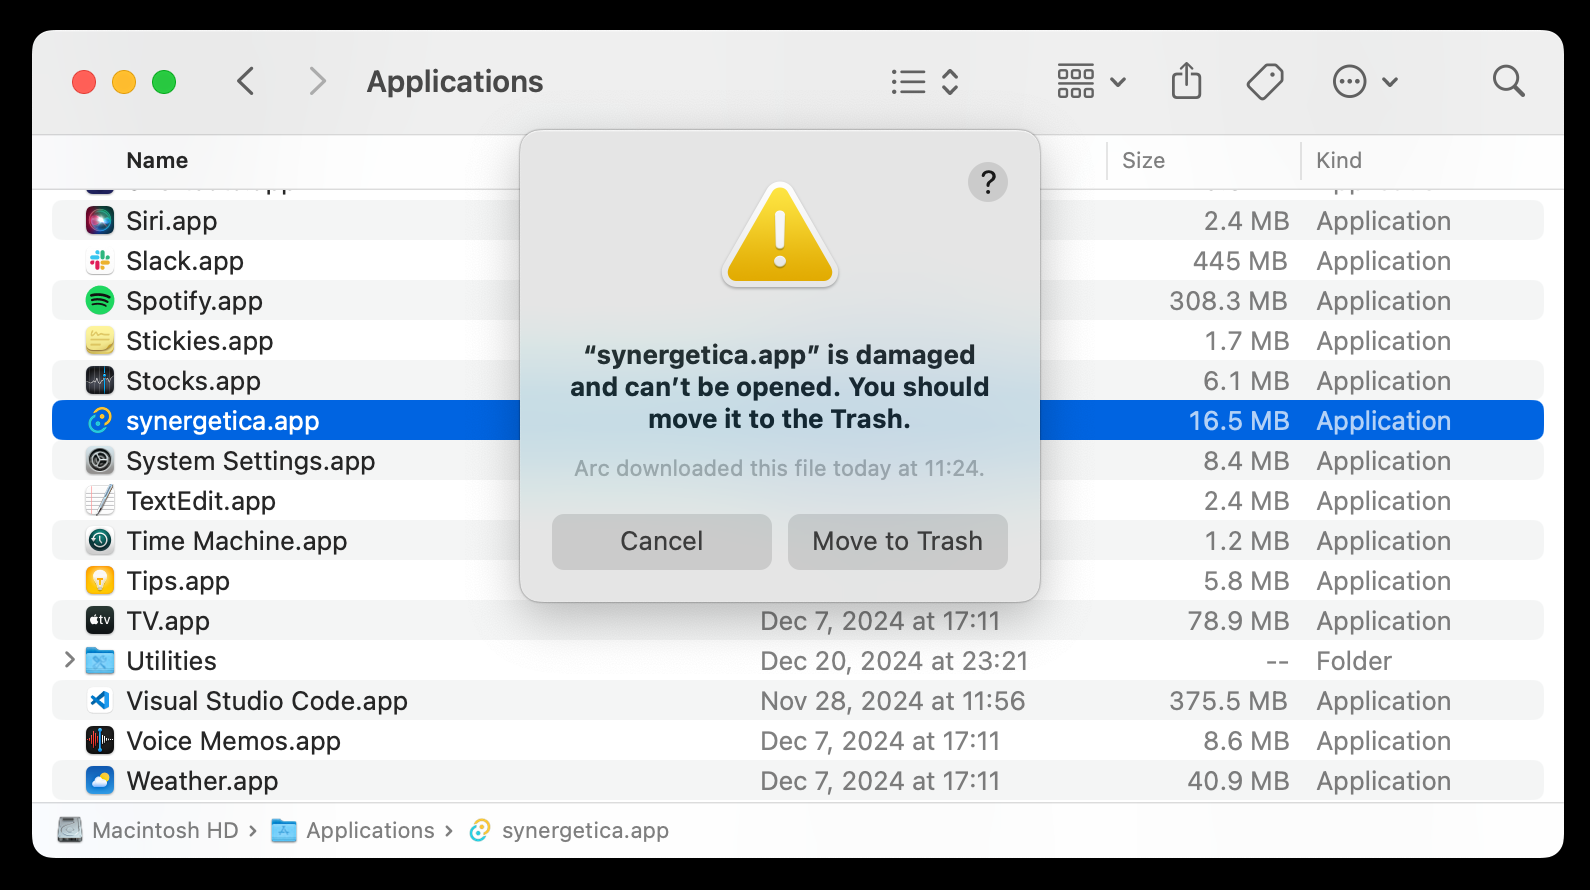 Applications
Name
Size
Kind
Siri.app
2.4 MB
Application
Slack.app
445 MB
Application
Spotify.app
308.3 MB
Application
Stickies.app
1.7 MB
Application
Stocks.app
6.1 MB
Application
synergetica.app
16.5 MB
Application
System Settings.app
8.4 MB
Application
TextEdit.app
2.4 MB
Application
Time Machine.app
1.2 MB
Application
Tips.app
5.8 MB
Application
TV.app
Dec 7, 2024 at 17:11
78.9 MB
Application
Utilities
Dec 20, 2024 at 23:21
--
Folder
Visual Studio Code.app
Nov 28, 2024 at 11:56
375.5 MB
Application
Voice Memos.app
Dec 7, 2024 at 17:11
8.6 MB
Application
Weather.app
Dec 7, 2024 at 17:11
40.9 MB
Application
?
“synergetica.app” is damaged
and can’t be opened. You should
move it to the Trash.
Arc downloaded this file today at 11:24.
Cancel
Move to Trash
Macintosh HD › Applications › synergetica.app